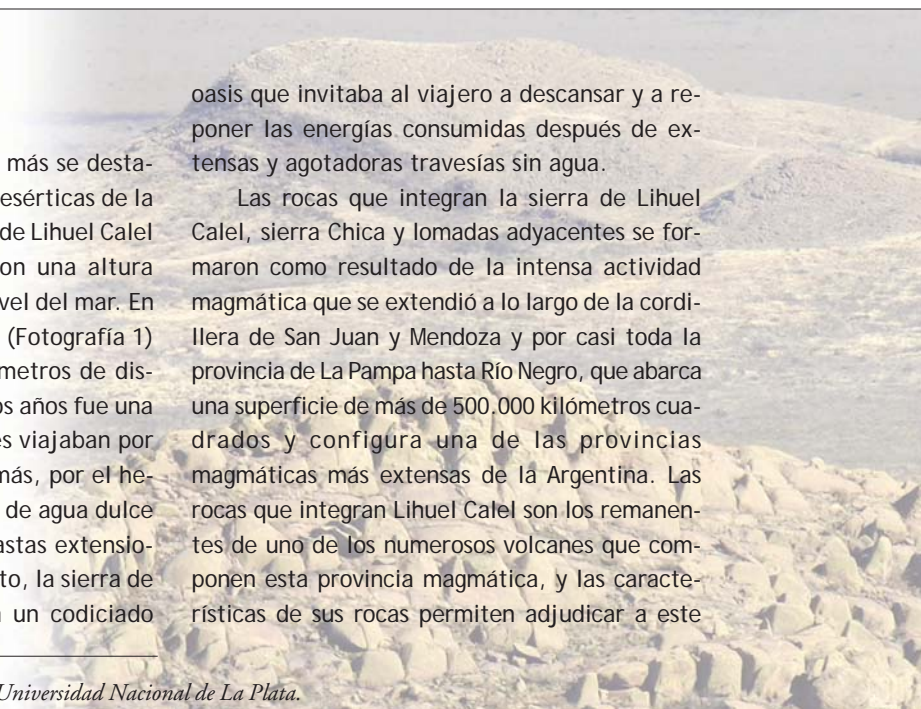 más se desta-
esérticas de la
de Lihuel Calel
on una altura
vel del mar. En
(Fotografía 1)
metros de dis-
os años fue una
es viajaban por
más, por el he-
de agua dulce
astas extensio-
to, la sierra de
un codiciado
oasis que invitaba al viajero a descansar y a re-
poner las energías consumidas después de ex-
tensas y agotadoras travesías sin agua.
Las rocas que integran la sierra de Lihuel
Calel, sierra Chica y lomadas adyacentes se for-
maron como resultado de la intensa actividad
magmática que se extendió a lo largo de la cordi-
llera de San Juan y Mendoza y por casi toda la
provincia de La Pampa hasta Río Negro, que abarca
una superficie de más de 500.000 kilómetros cua-
drados y configura una de las provincias
magmáticas más extensas de la Argentina. Las
rocas que integran Lihuel Calel son los remanen-
tes de uno de los numerosos volcanes que com-
ponen esta provincia magmática, y las caracte-
rísticas de sus rocas permiten adjudicar a este
Universidad Nacional de La Plata.